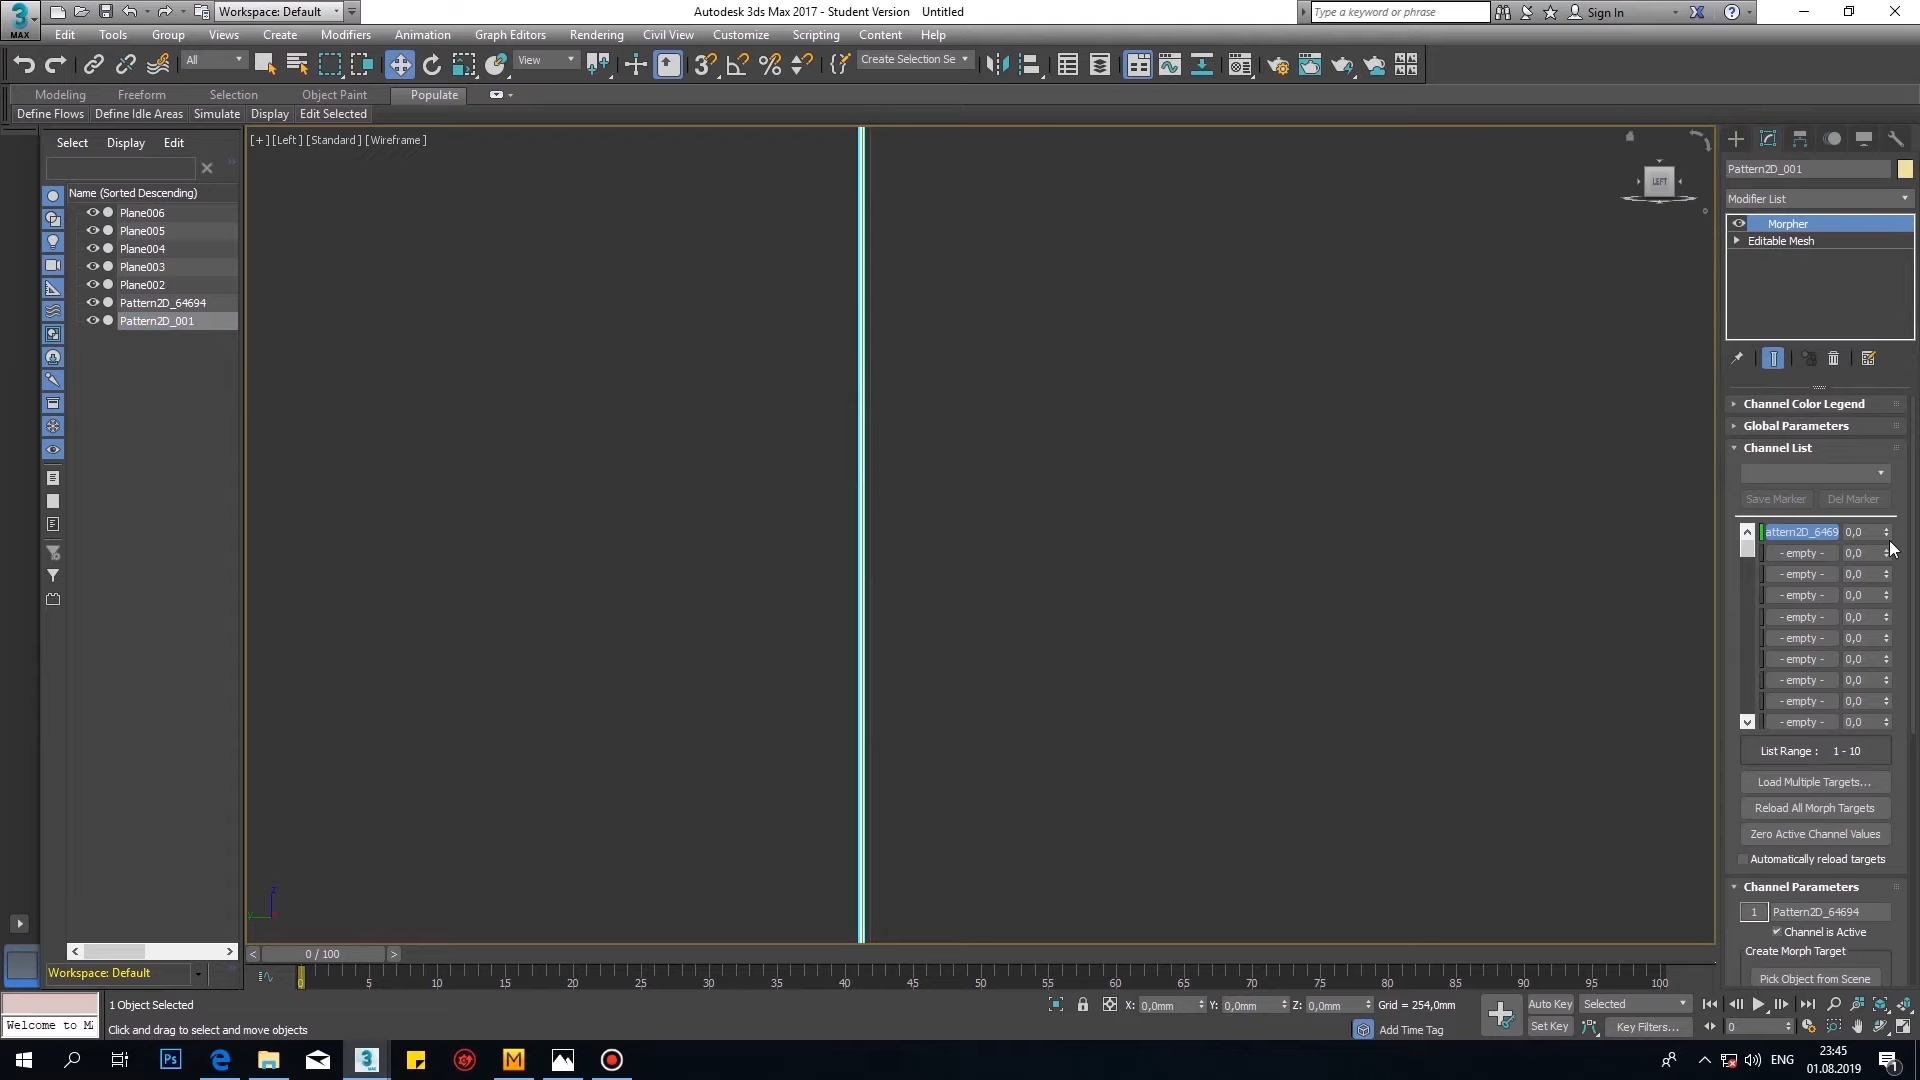 Workspace: Default
Autodesk 3ds Max 2017 - Student Version Untitled
Type a keyword or phrase
Sign In
MAX
Edit Tools Group Views Create Modifiers Animation Graph Editors Rendering Civil View Customize Scripting Content Help
All
View
Create Selection Se
Modeling Freeform Selection Object Paint Populate
Define Flows Define Idle Areas Simulate Display Edit Selected
Select Display Edit
Name (Sorted Descending)
Plane006
Plane005
Plane004
Plane003
Plane002
Pattern2D_64694
Pattern2D_001
[+] [Left] [Standard] [Wireframe]
LEFT
z
y
Pattern2D_001
Modifier List
Morpher
Editable Mesh
Channel Color Legend
Global Parameters
Channel List
Save Marker Del Marker
attern2D_6469 0,0
- empty - 0,0
- empty - 0,0
- empty - 0,0
- empty - 0,0
- empty - 0,0
- empty - 0,0
- empty - 0,0
- empty - 0,0
- empty - 0,0
List Range : 1 - 10
Load Multiple Targets...
Reload All Morph Targets
Zero Active Channel Values
Automatically reload targets
Channel Parameters
1 Pattern2D_64694
Channel is Active
Create Morph Target
Pick Object from Scene
< 0 / 100 >
Workspace: Default
0 5 10 15 20 25 30 35 40 45 50 55 60 65 70 75 80 85 90 95 100
1 Object Selected
X: 0,0mm Y: 0,0mm Z: 0,0mm Grid = 254,0mm
Auto Key Selected
Welcome to M
Click and drag to select and move objects
Add Time Tag
Set Key Key Filters...
0
Ps
3
MAX
M
ENG
23:45
01.08.2019
1